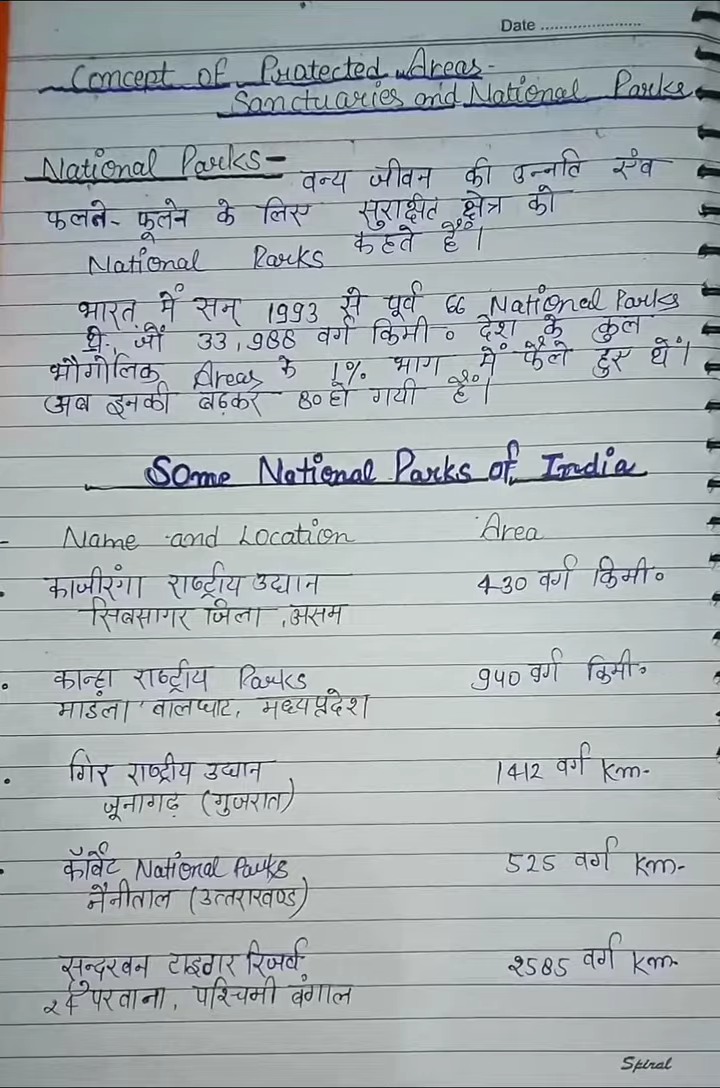 Date ........................
Concept of Protected Areas-
Sanctuaries and National Parks
National Parks- वन्य जीवन की उन्नति एंव
फलने-फूलने के लिए सुरक्षित क्षेत्र को
National Parks कहते हैं।
भारत में सन् 1993 से पूर्व 66 National Parks
थे, जो 33,988 वर्ग किमी० देश के कुल
भौगोलिक Areas के 1% भाग में फैले हुए थें।
अब इनकी बढ़कर 80 हो गयी हैं।
Some National Parks of India
- Name and Location Area
काजीरंगा राष्ट्रीय उद्यान 430 वर्ग किमी०
सिबसागर जिला, असम
कान्हा राष्ट्रीय Parks 940 वर्ग किमी०
माडंला बालघाट, मध्यप्रदेश
गिर राष्ट्रीय उद्यान 1412 वर्ग Km-
जूनागढ़ (गुजरात)
कॉर्बेट National Parks 525 वर्ग Km-
नैनीताल (उत्तराखण्ड)
सुन्दरवन टाइगर रिजर्व 2585 वर्ग Km-
24 परवाना, पश्चिमी बंगाल
Spiral